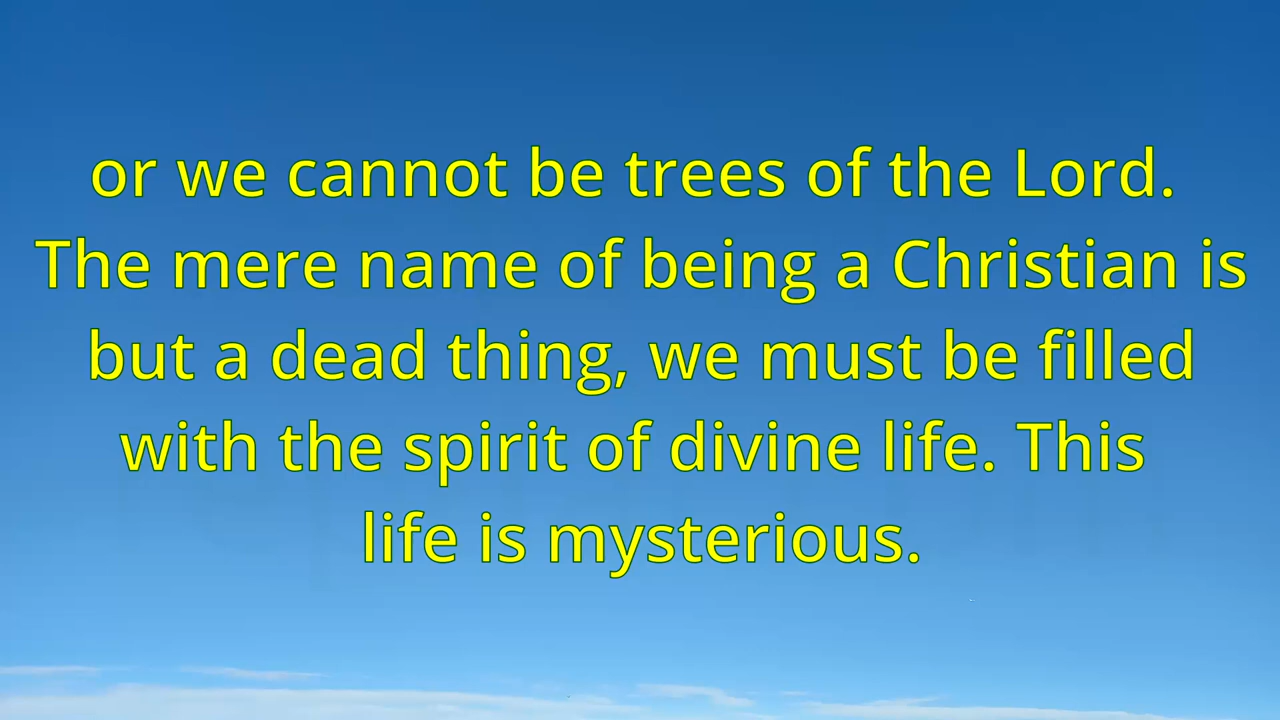 or we cannot be trees of the Lord.
The mere name of being a Christian is
but a dead thing, we must be filled
with the spirit of divine life. This
life is mysterious.